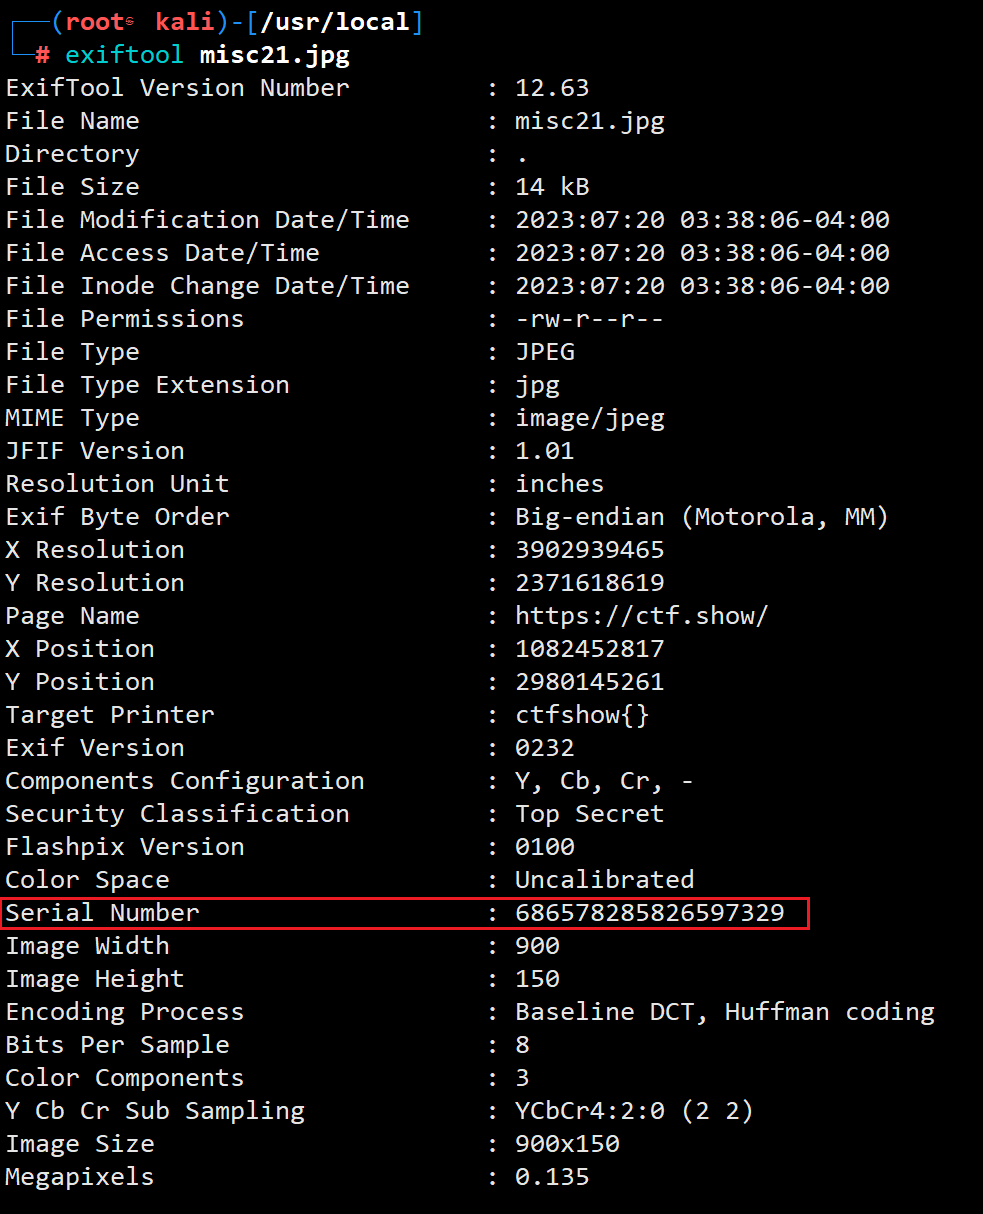 ┌──(root㉿ kali)-[/usr/local]
└─# exiftool misc21.jpg
ExifTool Version Number : 12.63
File Name : misc21.jpg
Directory : .
File Size : 14 kB
File Modification Date/Time : 2023:07:20 03:38:06-04:00
File Access Date/Time : 2023:07:20 03:38:06-04:00
File Inode Change Date/Time : 2023:07:20 03:38:06-04:00
File Permissions : -rw-r--r--
File Type : JPEG
File Type Extension : jpg
MIME Type : image/jpeg
JFIF Version : 1.01
Resolution Unit : inches
Exif Byte Order : Big-endian (Motorola, MM)
X Resolution : 3902939465
Y Resolution : 2371618619
Page Name : https://ctf.show/
X Position : 1082452817
Y Position : 2980145261
Target Printer : ctfshow{}
Exif Version : 0232
Components Configuration : Y, Cb, Cr, -
Security Classification : Top Secret
Flashpix Version : 0100
Color Space : Uncalibrated
Serial Number : 686578285826597329
Image Width : 900
Image Height : 150
Encoding Process : Baseline DCT, Huffman coding
Bits Per Sample : 8
Color Components : 3
Y Cb Cr Sub Sampling : YCbCr4:2:0 (2 2)
Image Size : 900x150
Megapixels : 0.135